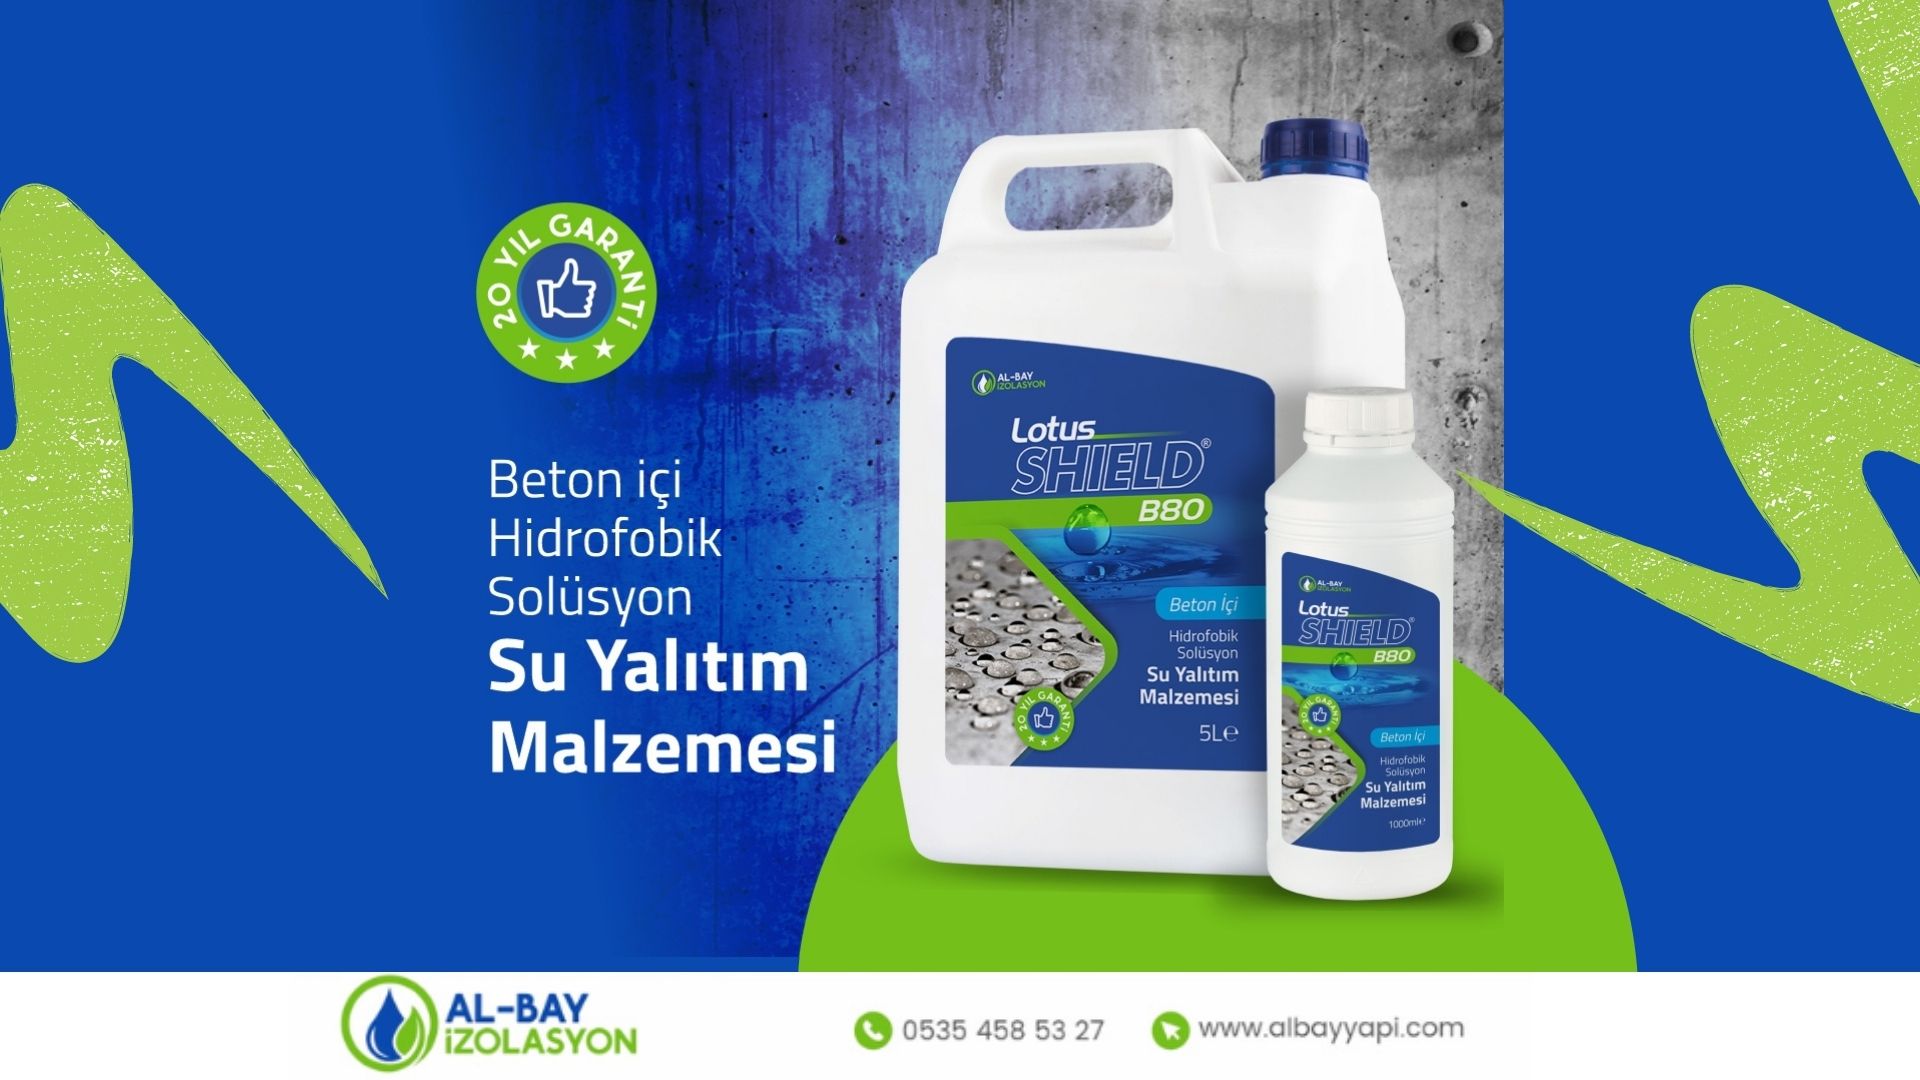 20 YIL GARANTİ
Beton içi
Hidrofobik
Solüsyon
Su Yalıtım
Malzemesi
AL-BAY
İZOLASYON
Lotus
SHIELD®
B80
Beton İçi
Hidrofobik
Solüsyon
Su Yalıtım
Malzemesi
5L℮
20 YIL GARANTİ
AL-BAY
İZOLASYON
Lotus
SHIELD®
B80
20 YIL GARANTİ
Beton İçi
Hidrofobik
Solüsyon
Su Yalıtım
Malzemesi
1000ml℮
AL-BAY
İZOLASYON
0535 458 53 27
www.albayyapi.com